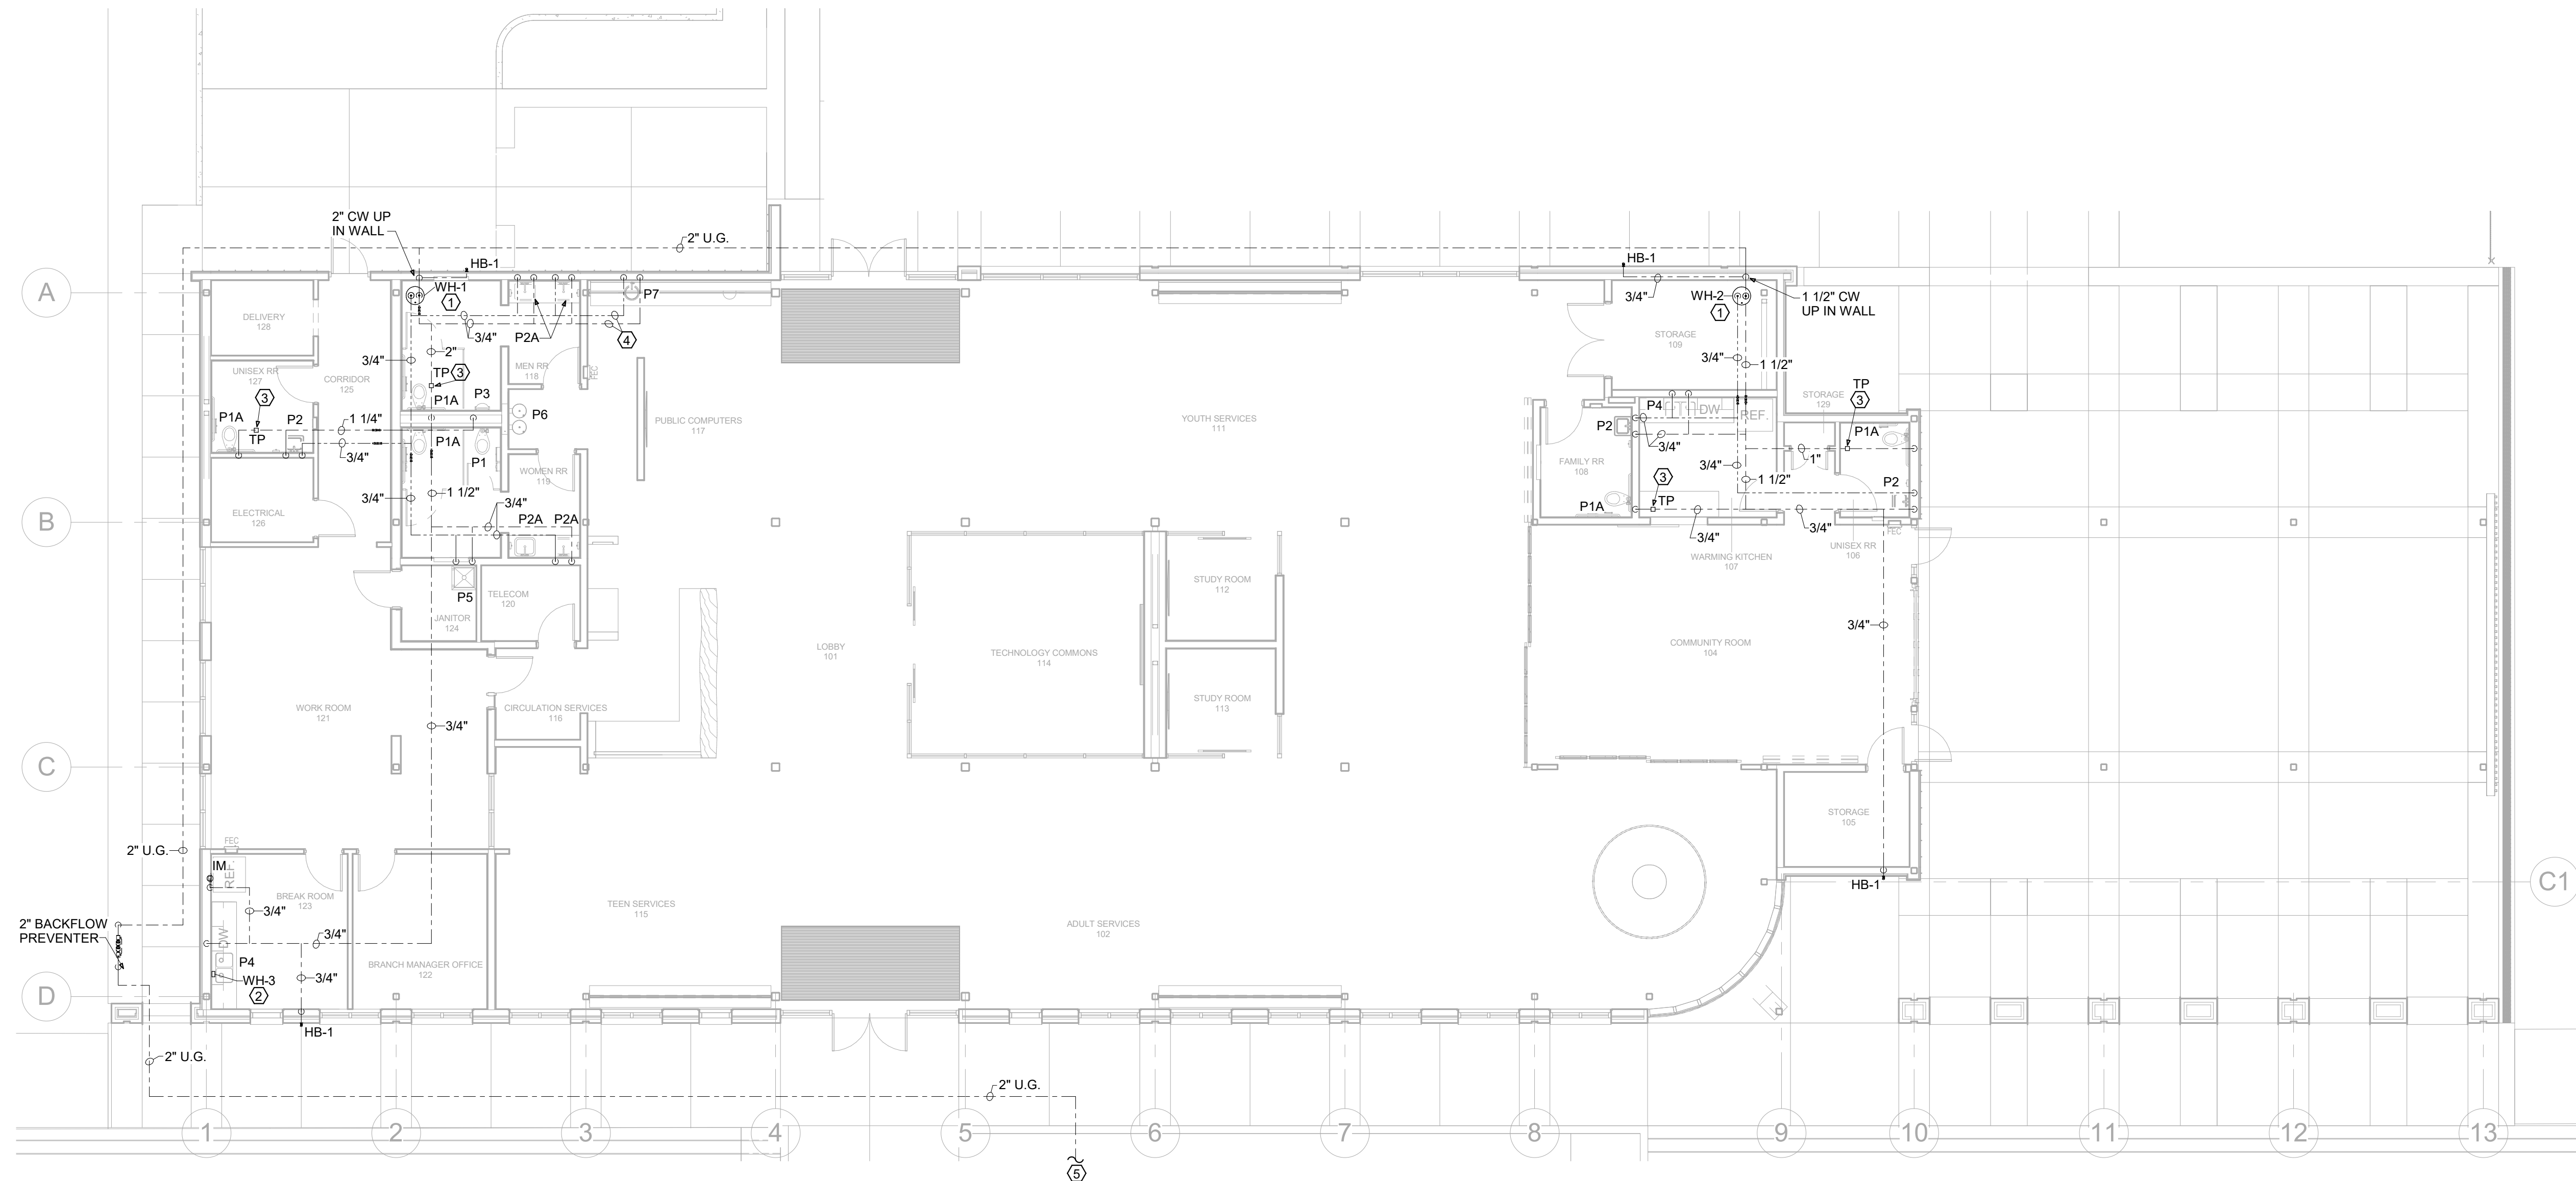 2" CW UP
IN WALL
2" U.G.
HB-1
HB-1
A
WH-1
1
P7
3/4"
WH-2
1
1 1/2" CW
UP IN WALL
DELIVERY
128
3/4"
P2A
4
STORAGE
109
3/4"
2"
3/4"
1 1/2"
UNISEX RR
127
CORRIDOR
125
TP
3
MEN RR
118
FEC
3
P1A
P3
TP
3
STORAGE
129
P1A
P2
P6
PUBLIC COMPUTERS
117
YOUTH SERVICES
111
P4
DW
REF.
1 1/4"
TP
P2
P1A
P1A
3/4"
3/4"
P1
WOMEN RR
119
FAMILY RR
108
3/4"
1"
3
3/4"
1 1/2"
3/4"
1 1/2"
P2
TP
B
ELECTRICAL
126
3/4"
P2A
P2A
P1A
3/4"
3/4"
FEC
WARMING KITCHEN
107
UNISEX RR
106
P5
TELECOM
120
STUDY ROOM
112
JANITOR
124
3/4"
LOBBY
101
TECHNOLOGY COMMONS
114
COMMUNITY ROOM
104
STUDY ROOM
113
WORK ROOM
121
CIRCULATION SERVICES
116
3/4"
C
STORAGE
105
FEC
2" U.G.
IM
REF.
BREAK ROOM
123
HB-1
C1
3/4"
TEEN SERVICES
115
ADULT SERVICES
102
2" BACKFLOW
PREVENTER
3/4"
DW
P4
BRANCH MANAGER OFFICE
122
WH-3
2
3/4"
D
HB-1
2" U.G.
2" U.G.
1
2
3
4
5
6
7
8
9
10
11
12
13
5